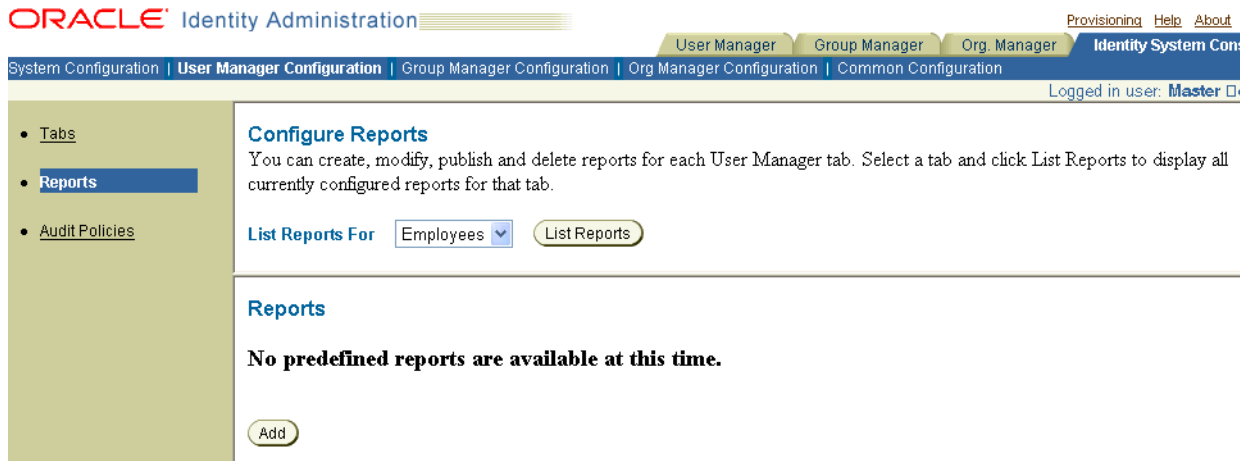 ORACLE Identity Administration
Provisioning Help About
User Manager Group Manager Org. Manager Identity System Cons
System Configuration | User Manager Configuration | Group Manager Configuration | Org Manager Configuration | Common Configuration
Logged in user: Master
Tabs
Reports
Audit Policies
Configure Reports
You can create, modify, publish and delete reports for each User Manager tab. Select a tab and click List Reports to display all
currently configured reports for that tab.
List Reports For Employees List Reports
Reports
No predefined reports are available at this time.
Add